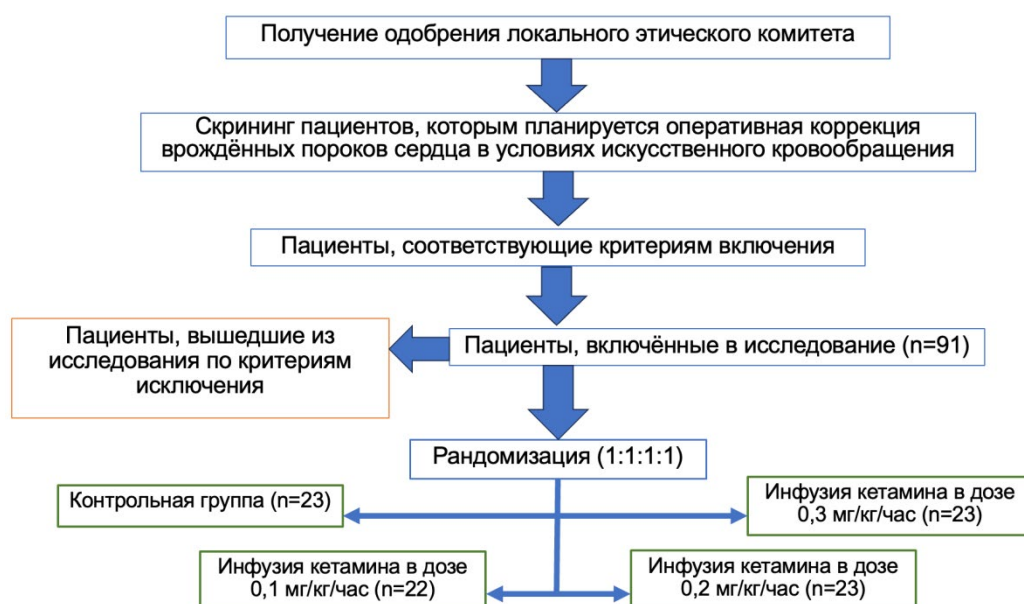 Получение одобрения локального этического комитета
Скрининг пациентов, которым планируется оперативная коррекция
врождённых пороков сердца в условиях искусственного кровообращения
Пациенты, соответствующие критериям включения
Пациенты, вышедшие из
исследования по критериям
исключения
Пациенты, включённые в исследование (n=91)
Рандомизация (1:1:1:1)
Контрольная группа (n=23)
Инфузия кетамина в дозе
0,3 мг/кг/час (n=23)
Инфузия кетамина в дозе
0,1 мг/кг/час (n=22)
Инфузия кетамина в дозе
0,2 мг/кг/час (n=23)